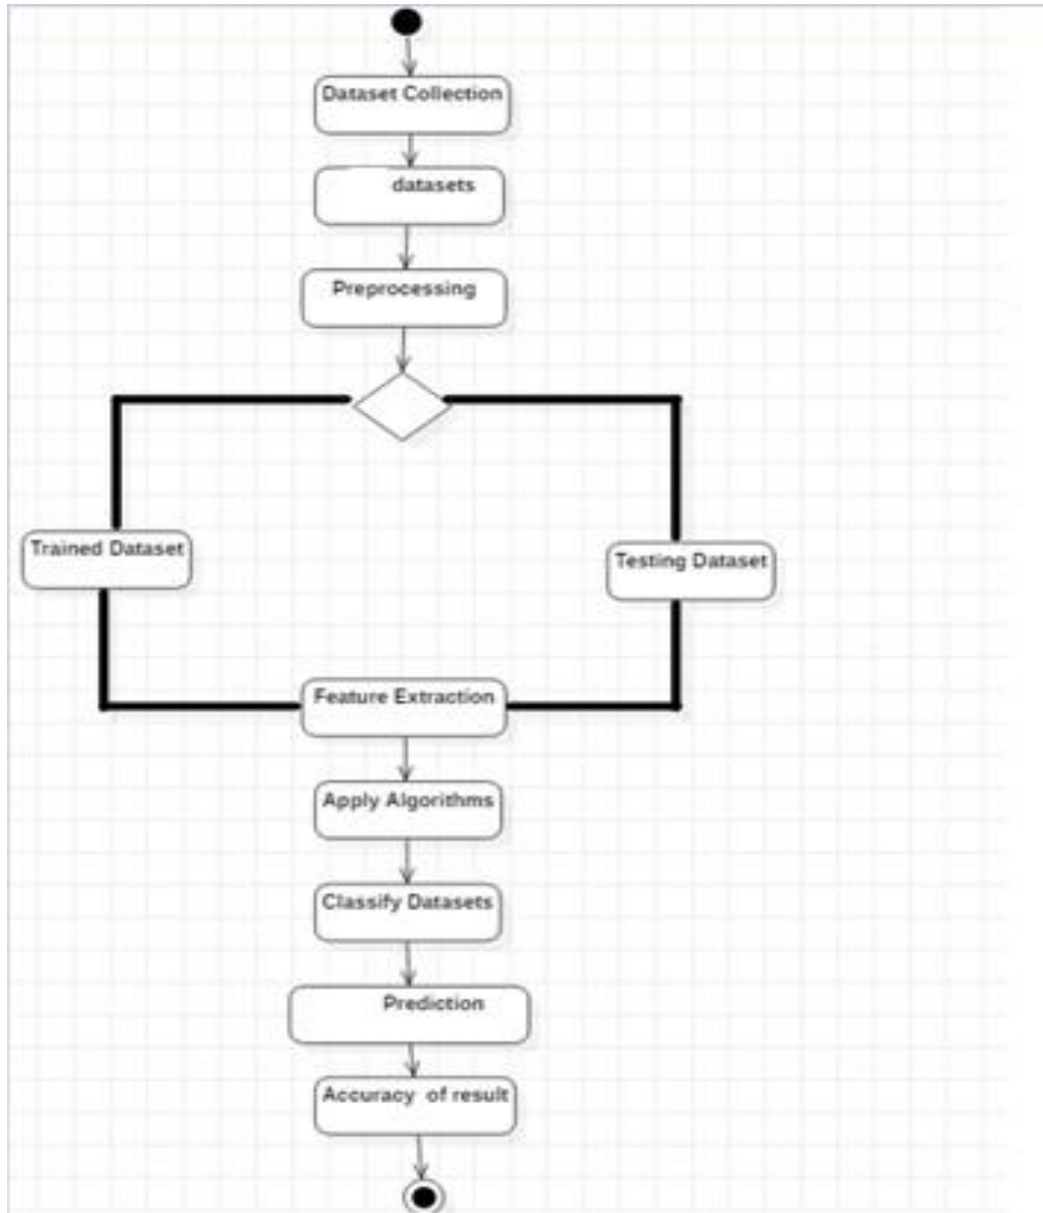 Dataset Collection
datasets
Preprocessing
Trained Dataset
Testing Dataset
Feature Extraction
Apply Algorithms
Classify Datasets
Prediction
Accuracy of result